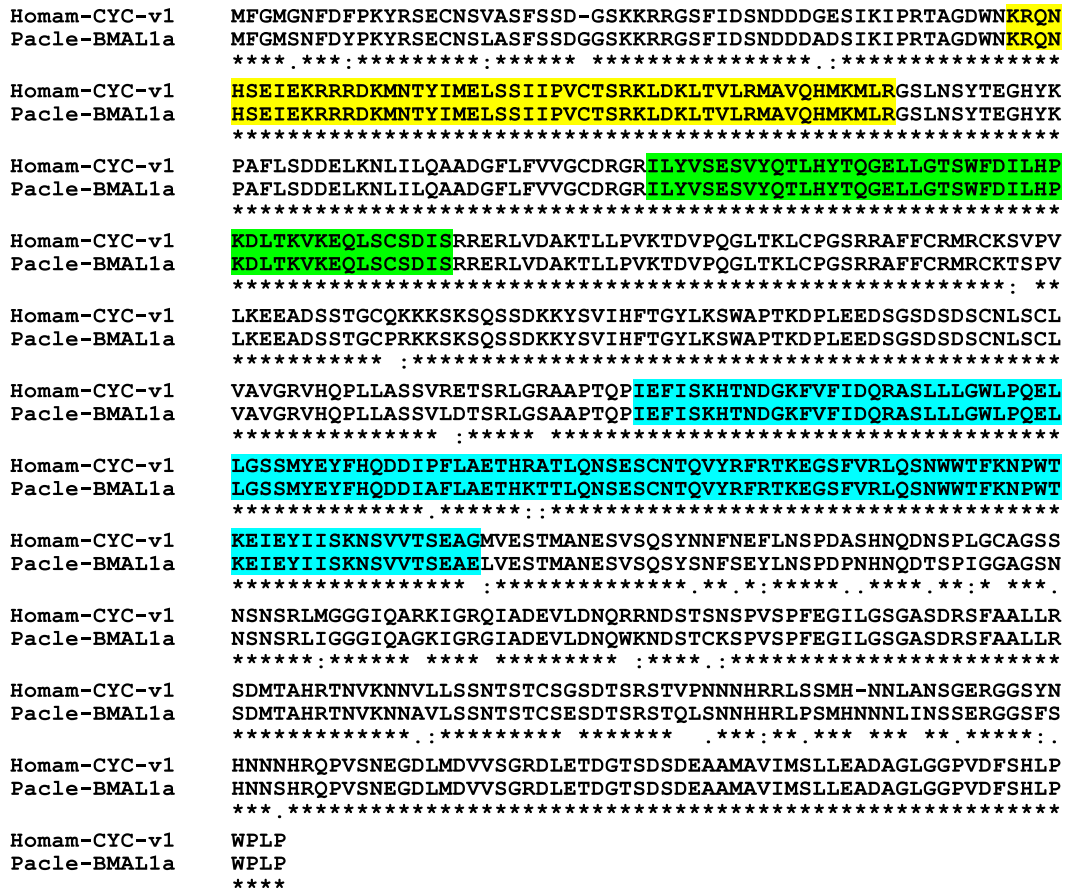 Homam-CYC-v1 MFGMGNFDFPKYRSECNSVASFSSD-GSKKRRGSFIDSNDDDGESIKIPRTAGDWNKRQN
Pacle-BMAL1a MFGMSNFDYPKYRSECNSLASFSSDGGSKKRRGSFIDSNDDDADSIKIPRTAGDWNKRQN
****.***:*********:****** ****************.:****************
Homam-CYC-v1 HSEIEKRRRDKMNTYIMELSSIIPVCTSRKLDKLTVLRMAVQHMKMLRGSLNSYTEGHYK
Pacle-BMAL1a HSEIEKRRRDKMNTYIMELSSIIPVCTSRKLDKLTVLRMAVQHMKMLRGSLNSYTEGHYK
************************************************************
Homam-CYC-v1 PAFLSDDELKNLILQAADGFLFVVGCDRGRILYVSESVYQTLHYTQGELLGTSWFDILHP
Pacle-BMAL1a PAFLSDDELKNLILQAADGFLFVVGCDRGRILYVSESVYQTLHYTQGELLGTSWFDILHP
************************************************************
Homam-CYC-v1 KDLTKVKEQLSCSDISRRERLVDAKTLLPVKTDVPQGLTKLCPGSRRAFFCRMRCKSVPV
Pacle-BMAL1a KDLTKVKEQLSCSDISRRERLVDAKTLLPVKTDVPQGLTKLCPGSRRAFFCRMRCKTSPV
********************************************************: **
Homam-CYC-v1 LKEEADSSTGCQKKKSKSQSSDKKYSVIHFTGYLKSWAPTKDPLEEDSGSDSDSCNLSCL
Pacle-BMAL1a LKEEADSSTGCPRKKSKSQSSDKKYSVIHFTGYLKSWAPTKDPLEEDSGSDSDSCNLSCL
*********** :***********************************************
Homam-CYC-v1 VAVGRVHQPLLASSVRETSRLGRAAPTQPIEFISKHTNDGKFVFIDQRASLLLGWLPQEL
Pacle-BMAL1a VAVGRVHQPLLASSVLDTSRLGSAAPTQPIEFISKHTNDGKFVFIDQRASLLLGWLPQEL
*************** :***** *************************************
Homam-CYC-v1 LGSSMYEYFHQDDIPFLAETHRATLQNSESCNTQVYRFRTKEGSFVRLQSNWWTFKNPWT
Pacle-BMAL1a LGSSMYEYFHQDDIAFLAETHKTTLQNSESCNTQVYRFRTKEGSFVRLQSNWWTFKNPWT
**************.******::*************************************
Homam-CYC-v1 KEIEYIISKNSVVTSEAGMVESTMANESVSQSYNNFNEFLNSPDASHNQDNSPLGCAGSS
Pacle-BMAL1a KEIEYIISKNSVVTSEAELVESTMANESVSQSYSNFSEYLNSPDPNHNQDTSPIGGAGSN
***************** :**************.**.*:*****..****.**:* ***.
Homam-CYC-v1 NSNSRLMGGGIQARKIGRQIADEVLDNQRRNDSTSNSPVSPFEGILGSGASDRSFAALLR
Pacle-BMAL1a NSNSRLIGGGIQAGKIGRGIADEVLDNQWKNDSTCKSPVSPFEGILGSGASDRSFAALLR
******:****** **** ********* :****.:************************
Homam-CYC-v1 SDMTAHRTNVKNNVLLSSNTSTCSGSDTSRSTVPNNNHRRLSSMH-NNLANSGERGGSYN
Pacle-BMAL1a SDMTAHRTNVKNNAVLSSNTSTCSESDTSRSTQLSNNHHRLPSMHNNNLINSSERGGSFS
*************.:********* *******  .***:**.*** *** **.*****:.
Homam-CYC-v1 HNNNHRQPVSNEGDLMDVVSGRDLETDGTSDSDEAAMAVIMSLLEADAGLGGPVDFSHLP
Pacle-BMAL1a HNNSHRQPVSNEGDLMDVVSGRDLETDGTSDSDEAAMAVIMSLLEADAGLGGPVDFSHLP
***.********************************************************
Homam-CYC-v1 WPLP
Pacle-BMAL1a WPLP
****